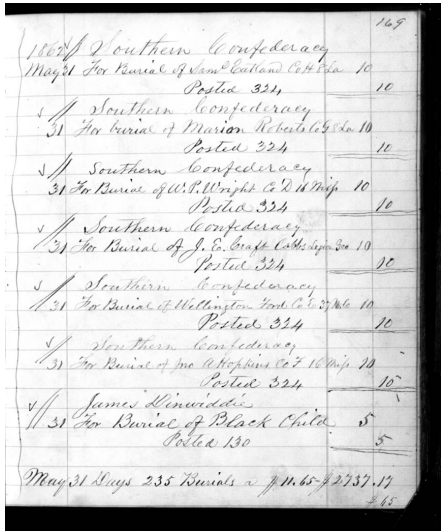 169
1862 Southern Confederacy
May 31 For Burial of Saml Eatland Co H 8 La 10
Posted 324 10
" Southern Confederacy
31 For burial of Marion Roberts Co G 8 La 10
Posted 324 10
" Southern Confederacy
31 For Burial of W. P. Wright Co D 16 Miss 10
Posted 324 10
" Southern Confederacy
31 For Burial of J. E. Craft Legion Geo 10
Posted 324 10
" Southern Confederacy
31 For Burial of Wellington Ford Co 37 10
Posted 324 10
" Southern Confederacy
31 For Burial of Jno A Hopkins Co F 16 Miss 10
Posted 324 10
" James Dinwiddie
31 For Burial of Black Child 5
Posted 130 5
May 31 Days 235 Burials a $11.65 - $2737.17
65